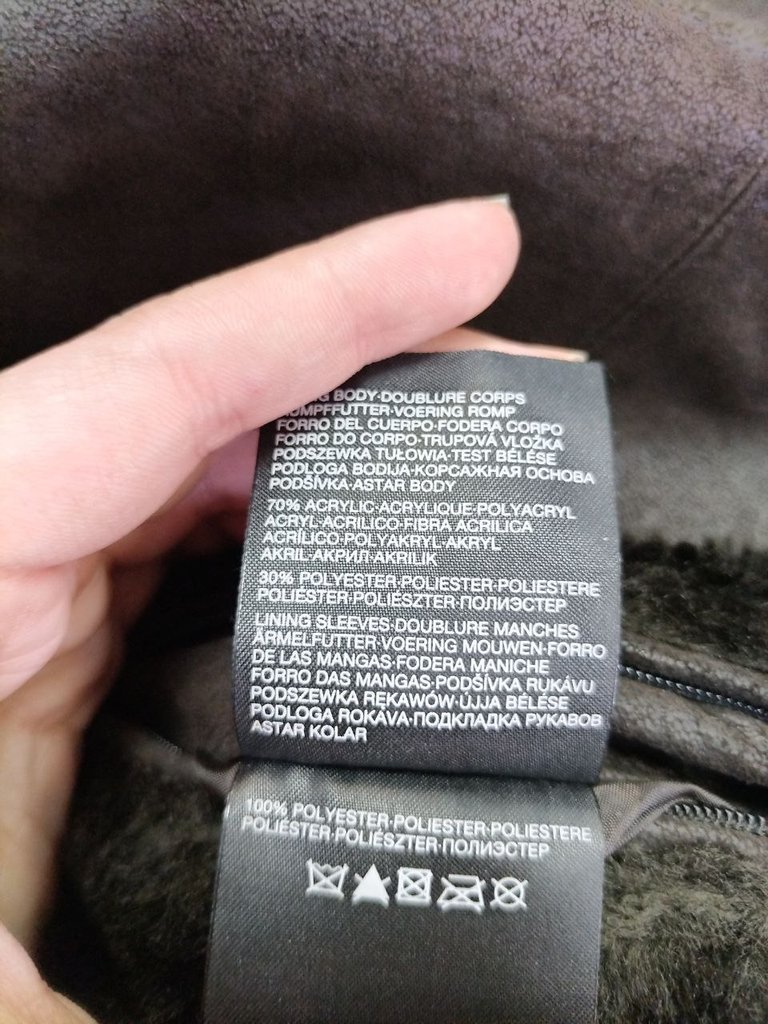 BODY·DOUBLURE CORPS
RUMPFFUTTER·VOERING ROMP
FORRO DEL CUERPO·FODERA CORPO
FORRO DO CORPO·TRUPOVÁ VLOŽKA
PODSZEWKA TUŁOWIA·TEST BÉLÉSE
PODLOGA BODIJA·КОРСАЖНАЯ ОСНОВА
PODŠÍVKA·ASTAR BODY
70% ACRYLIC·ACRYLIQUE·POLYACRYL
ACRYL·ACRÍLICO·FIBRA ACRILICA
ACRÍLICO·POLYAKRYL·AKRYL
AKRIL·АКРИЛ·AKRILIK
30% POLYESTER·POLIESTER·POLIESTERE
POLIÉSTER·POLIÉSZTER·ПОЛИЭСТЕР
LINING SLEEVES·DOUBLURE MANCHES
ÄRMELFUTTER·VOERING MOUWEN·FORRO
DE LAS MANGAS·FODERA MANICHE
FORRO DAS MANGAS·PODŠÍVKA RUKÁVU
PODSZEWKA RĘKAWÓW·UJJA BÉLÉSE
PODLOGA ROKAVA·ПОДКЛАДКА РУКАВОВ
ASTAR KOLAR
100% POLYESTER·POLIESTER·POLIESTERE
POLIÉSTER·POLIÉSZTER·ПОЛИЭСТЕР